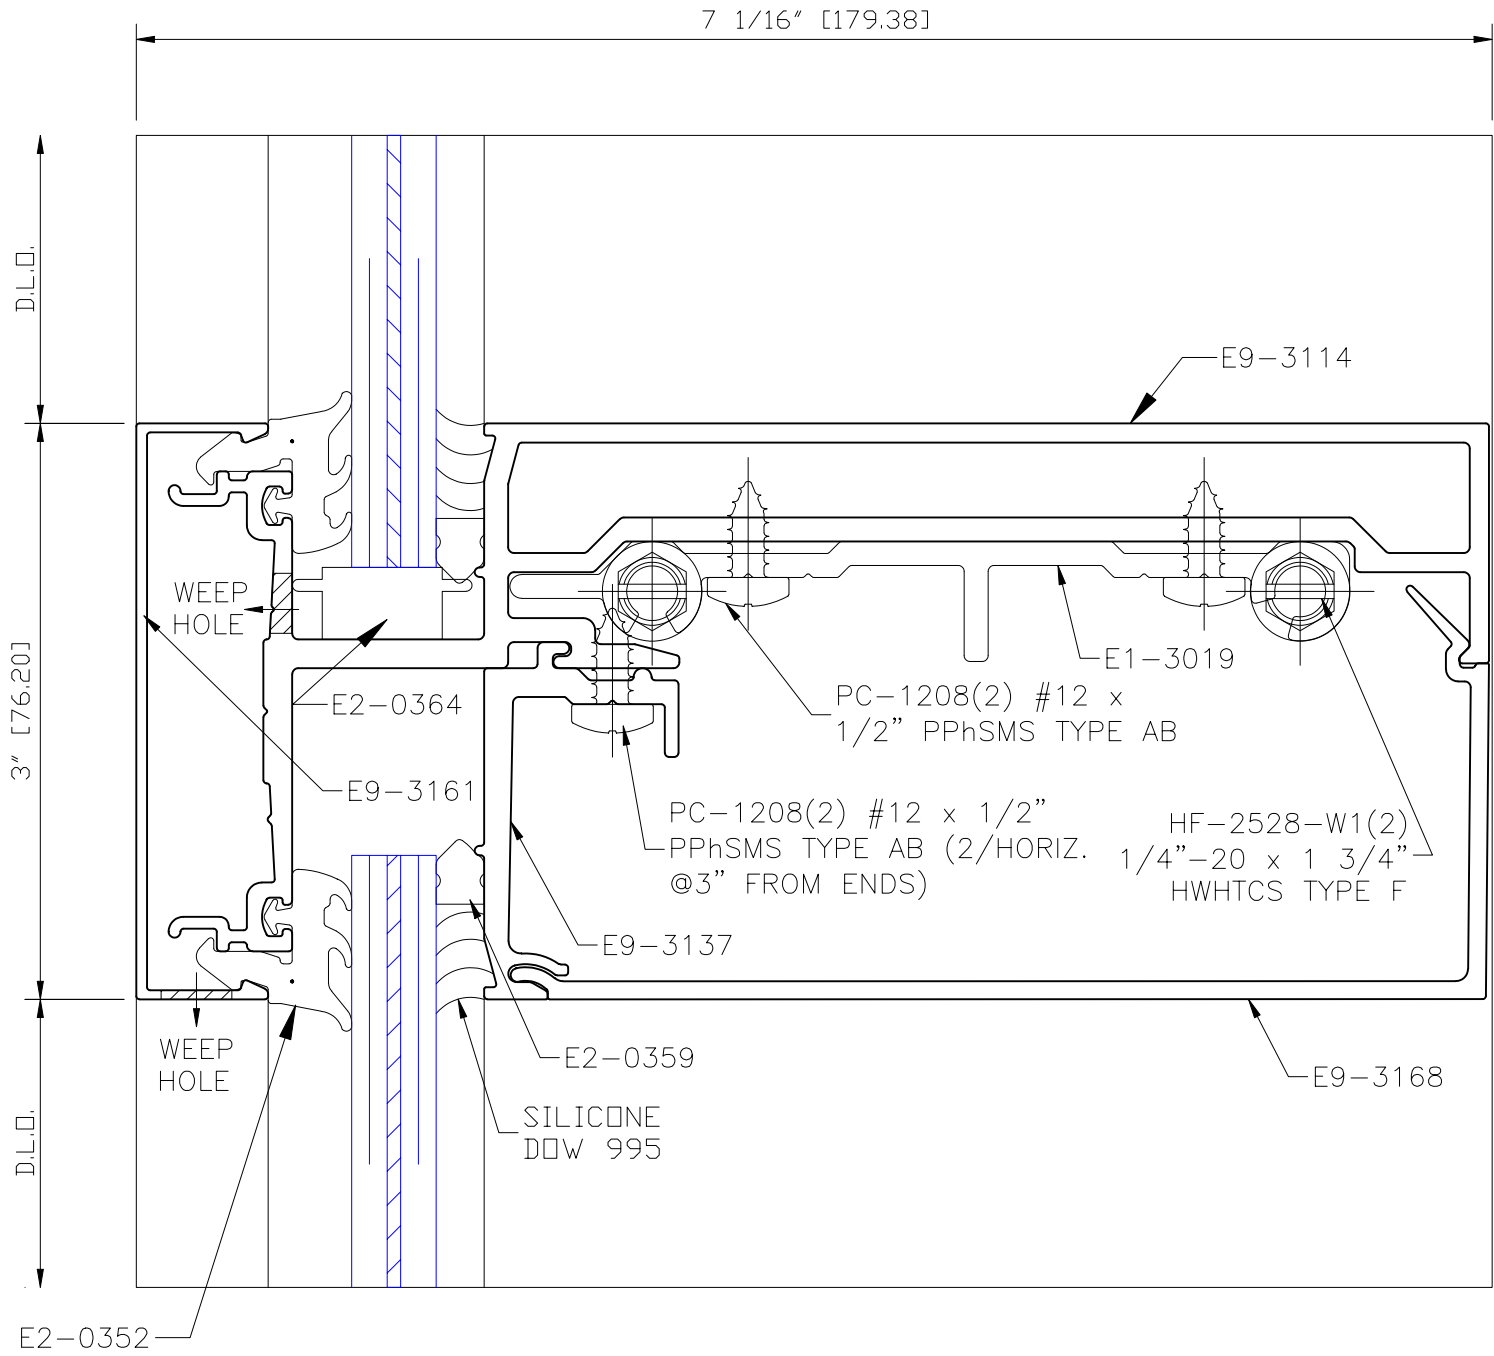 7 1/16" [179.38]
D.L.O.
E9-3114
WEEP
HOLE
E1-3019
3" [76.20]
E2-0364
PC-1208(2) #12 x
1/2" PPhSMS TYPE AB
E9-3161
PC-1208(2) #12 x 1/2"
PPhSMS TYPE AB (2/HORIZ.
@3" FROM ENDS)
HF-2528-W1(2)
1/4"-20 x 1 3/4"
HWHTCS TYPE F
E9-3137
WEEP
HOLE
E2-0359
E9-3168
SILICONE
DOW 995
D.L.O.
E2-0352